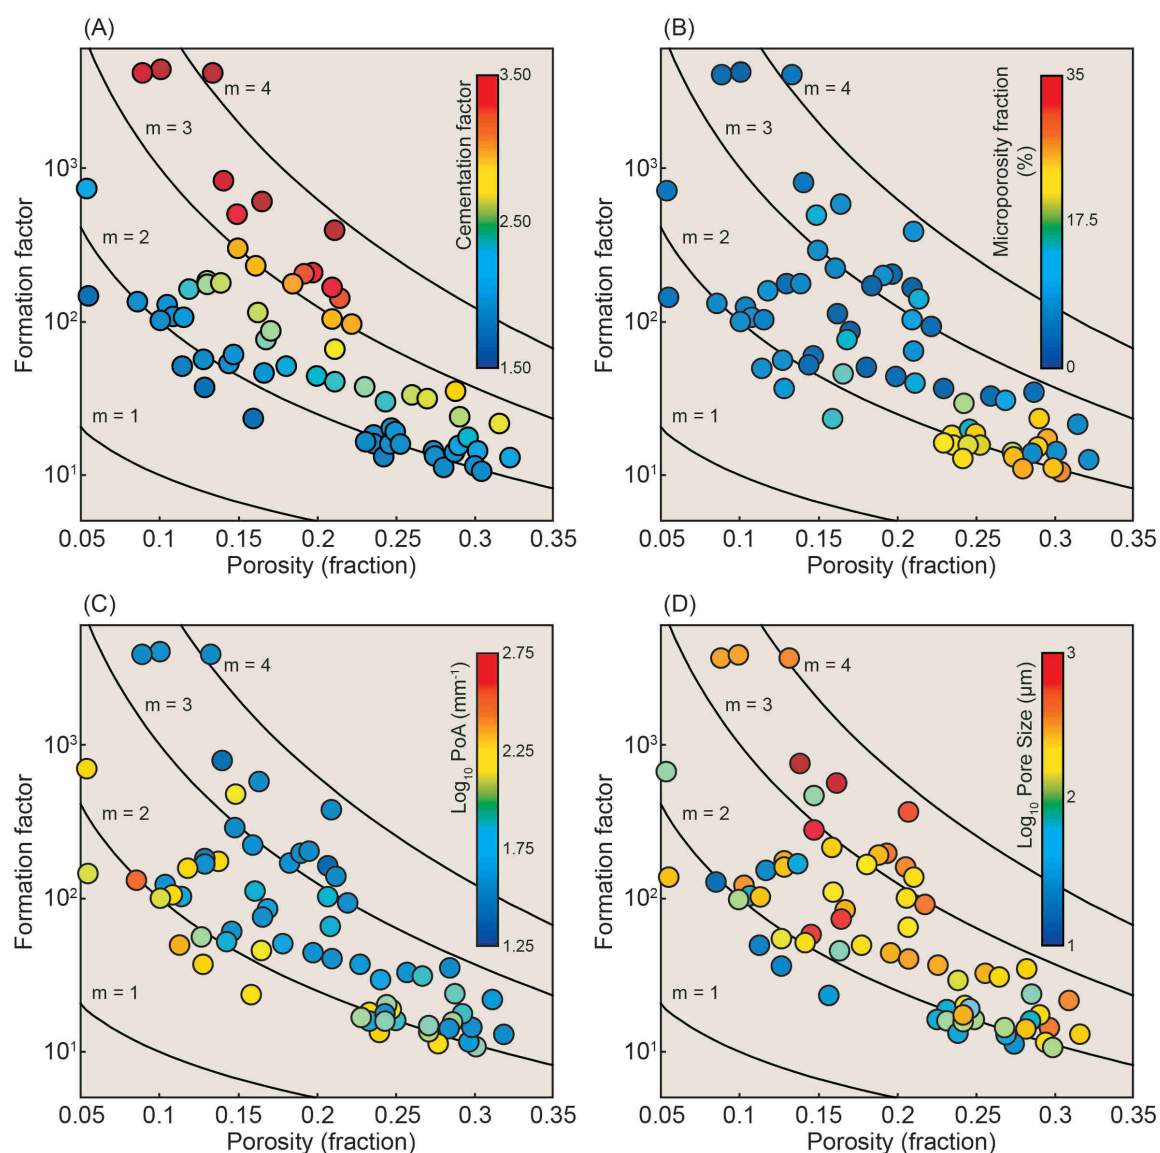 (A)
Formation factor
10³
10²
10¹
m = 4
m = 3
m = 2
m = 1
Cementation factor
3.50
2.50
1.50
0.05
0.1
0.15
0.2
0.25
0.3
0.35
Porosity (fraction)
(B)
Formation factor
10³
10²
10¹
m = 4
m = 3
m = 2
m = 1
Microporosity fraction
(%)
35
17.5
0
0.05
0.1
0.15
0.2
0.25
0.3
0.35
Porosity (fraction)
(C)
Formation factor
10³
10²
10¹
m = 4
m = 3
m = 2
m = 1
Log₁₀ PoA (mm⁻¹)
2.75
2.25
1.75
1.25
0.05
0.1
0.15
0.2
0.25
0.3
0.35
Porosity (fraction)
(D)
Formation factor
10³
10²
10¹
m = 4
m = 3
m = 2
m = 1
Log₁₀ Pore Size (µm)
3
2
1
0.05
0.1
0.15
0.2
0.25
0.3
0.35
Porosity (fraction)